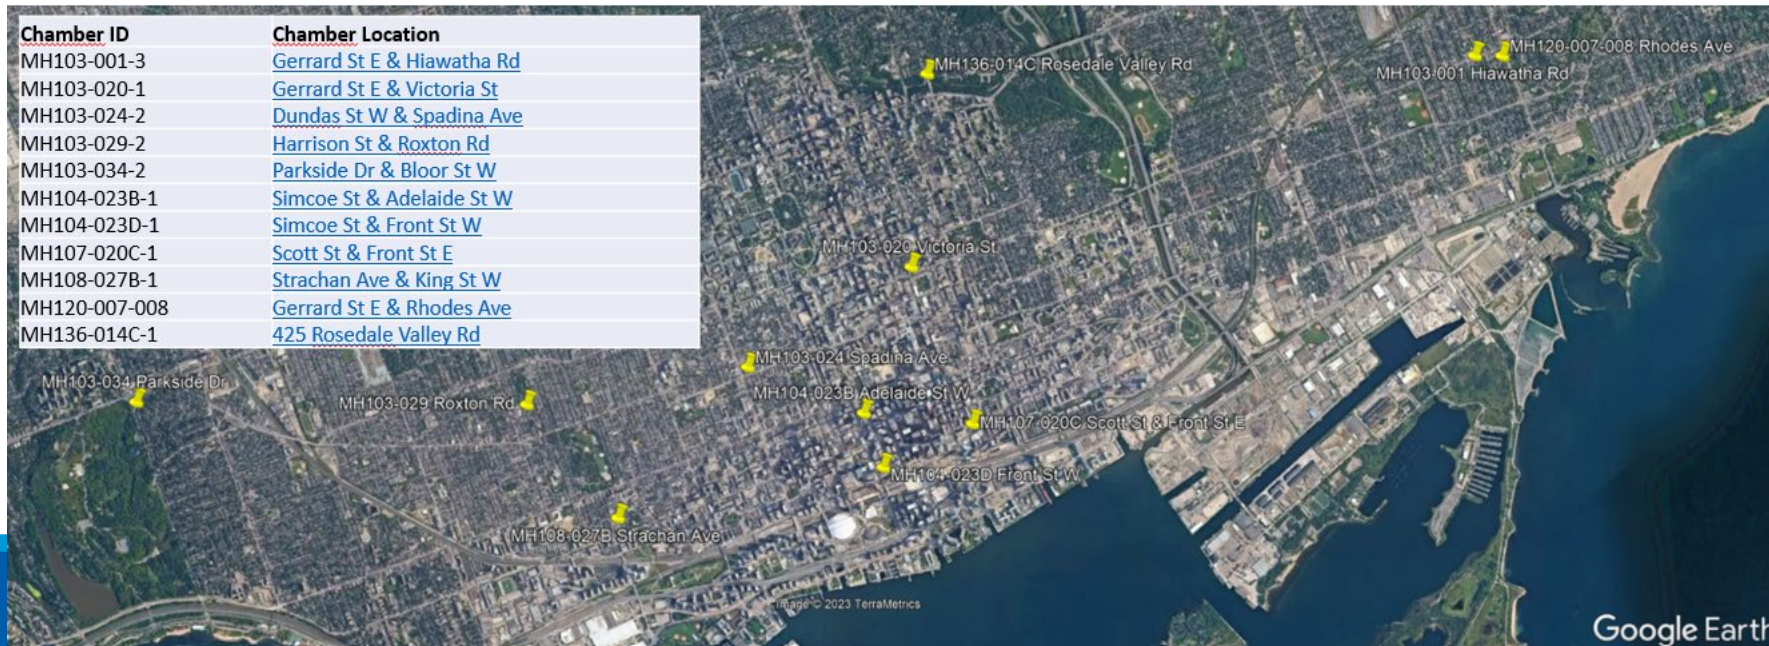 Chamber ID Chamber Location
MH103-001-3 Gerrard St E & Hiawatha Rd
MH103-020-1 Gerrard St E & Victoria St
MH103-024-2 Dundas St W & Spadina Ave
MH103-029-2 Harrison St & Roxton Rd
MH103-034-2 Parkside Dr & Bloor St W
MH104-023B-1 Simcoe St & Adelaide St W
MH104-023D-1 Simcoe St & Front St W
MH107-020C-1 Scott St & Front St E
MH108-027B-1 Strachan Ave & King St W
MH120-007-008 Gerrard St E & Rhodes Ave
MH136-014C-1 425 Rosedale Valley Rd
MH136-014C Rosedale Valley Rd
MH120-007-008 Rhodes Ave
MH103-001 Hiawatha Rd
MH103-020 Victoria St
MH103-024 Spadina Ave
MH103-034 Parkside Dr
MH104-023B Adelaide St W
MH103-029 Roxton Rd
MH107-020C Scott St & Front St E
MH104-023D Front St W
MH108-027B Strachan Ave
Image © 2023 TerraMetrics
Google Earth